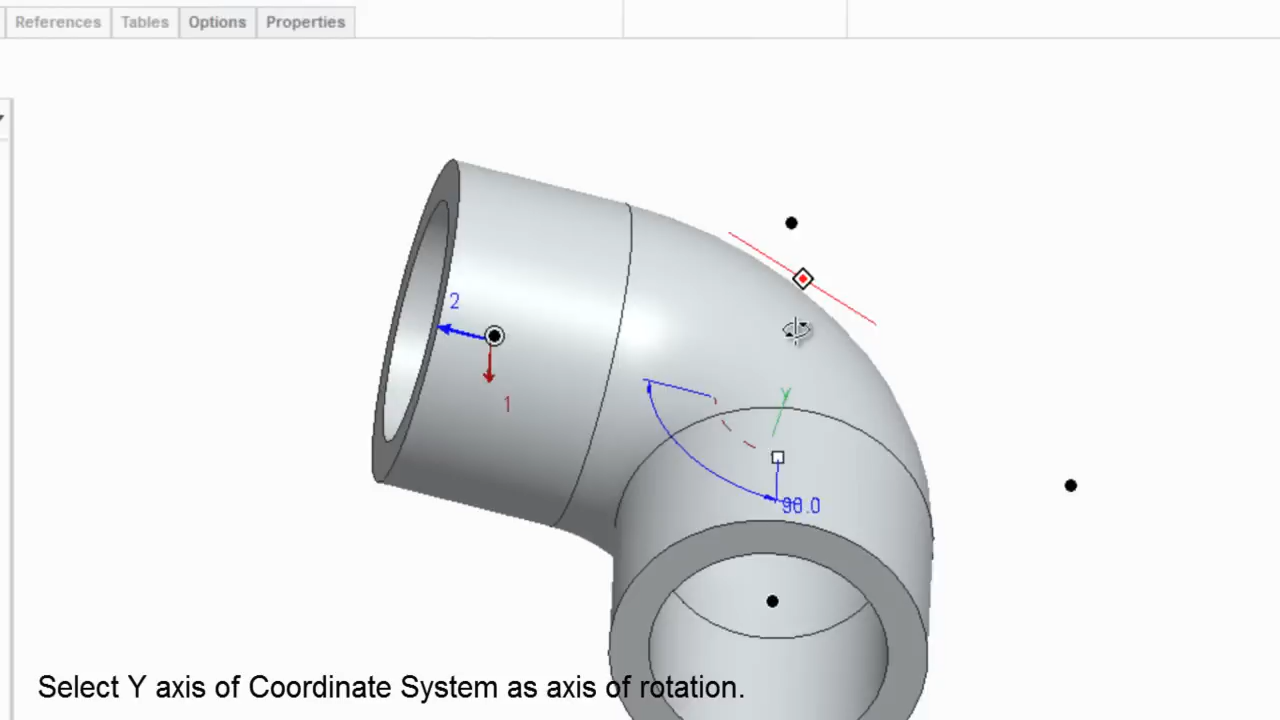 References Tables Options Properties
2
1
y
90.0
Select Y axis of Coordinate System as axis of rotation.